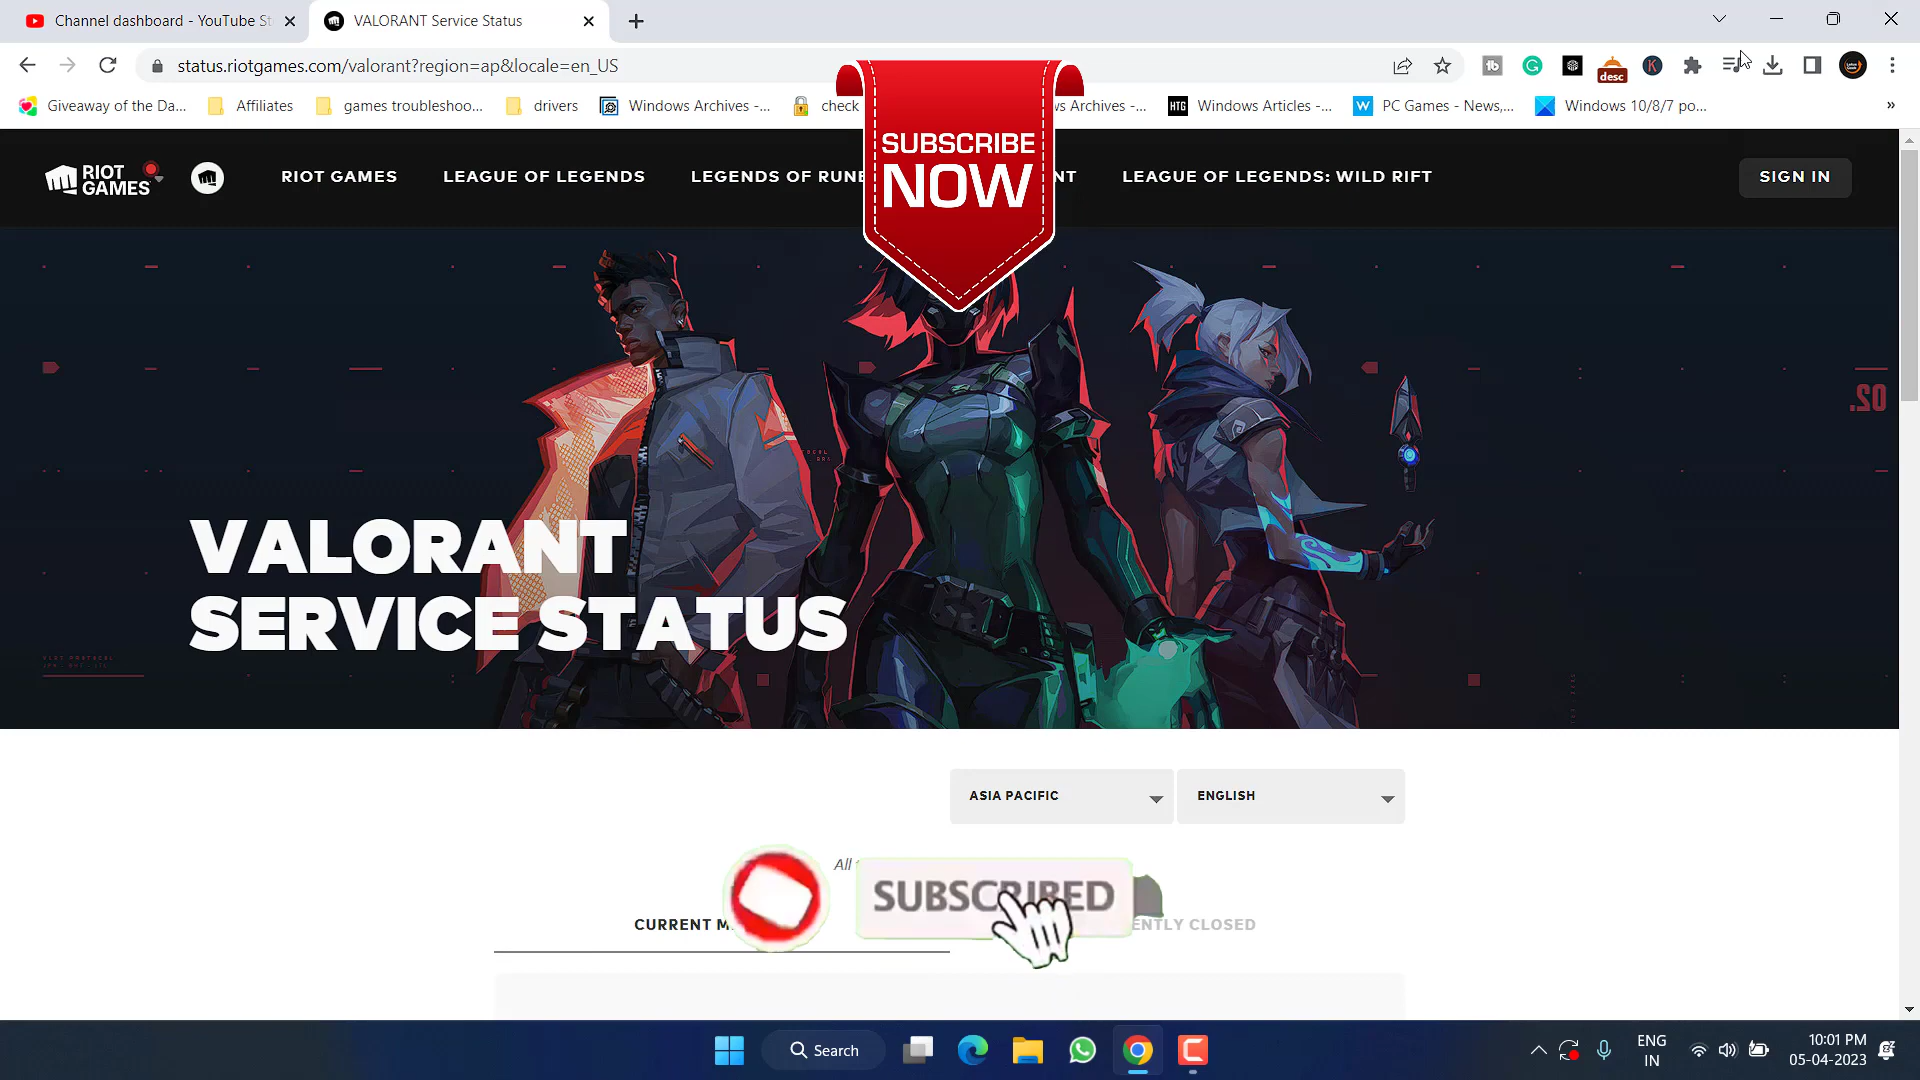 Channel dashboard - YouTube St
VALORANT Service Status
status.riotgames.com/valorant?region=ap&locale=en_US
desc
Giveaway of the Da...
Affiliates
games troubleshoo...
drivers
Windows Archives -...
check
Archives -...
HTG
Windows Articles -...
PC Games - News,...
Windows 10/8/7 po...
»
SUBSCRIBE
NOW
RIOT
GAMES
RIOT GAMES
LEAGUE OF LEGENDS
LEGENDS OF RUNE
NT
LEAGUE OF LEGENDS: WILD RIFT
SIGN IN
02.
VALORANT
SERVICE STATUS
ASIA PACIFIC
ENGLISH
All
SUBSCRIBED
CURRENT M
ENTLY CLOSED
Search
ENG
IN
10:01 PM
05-04-2023